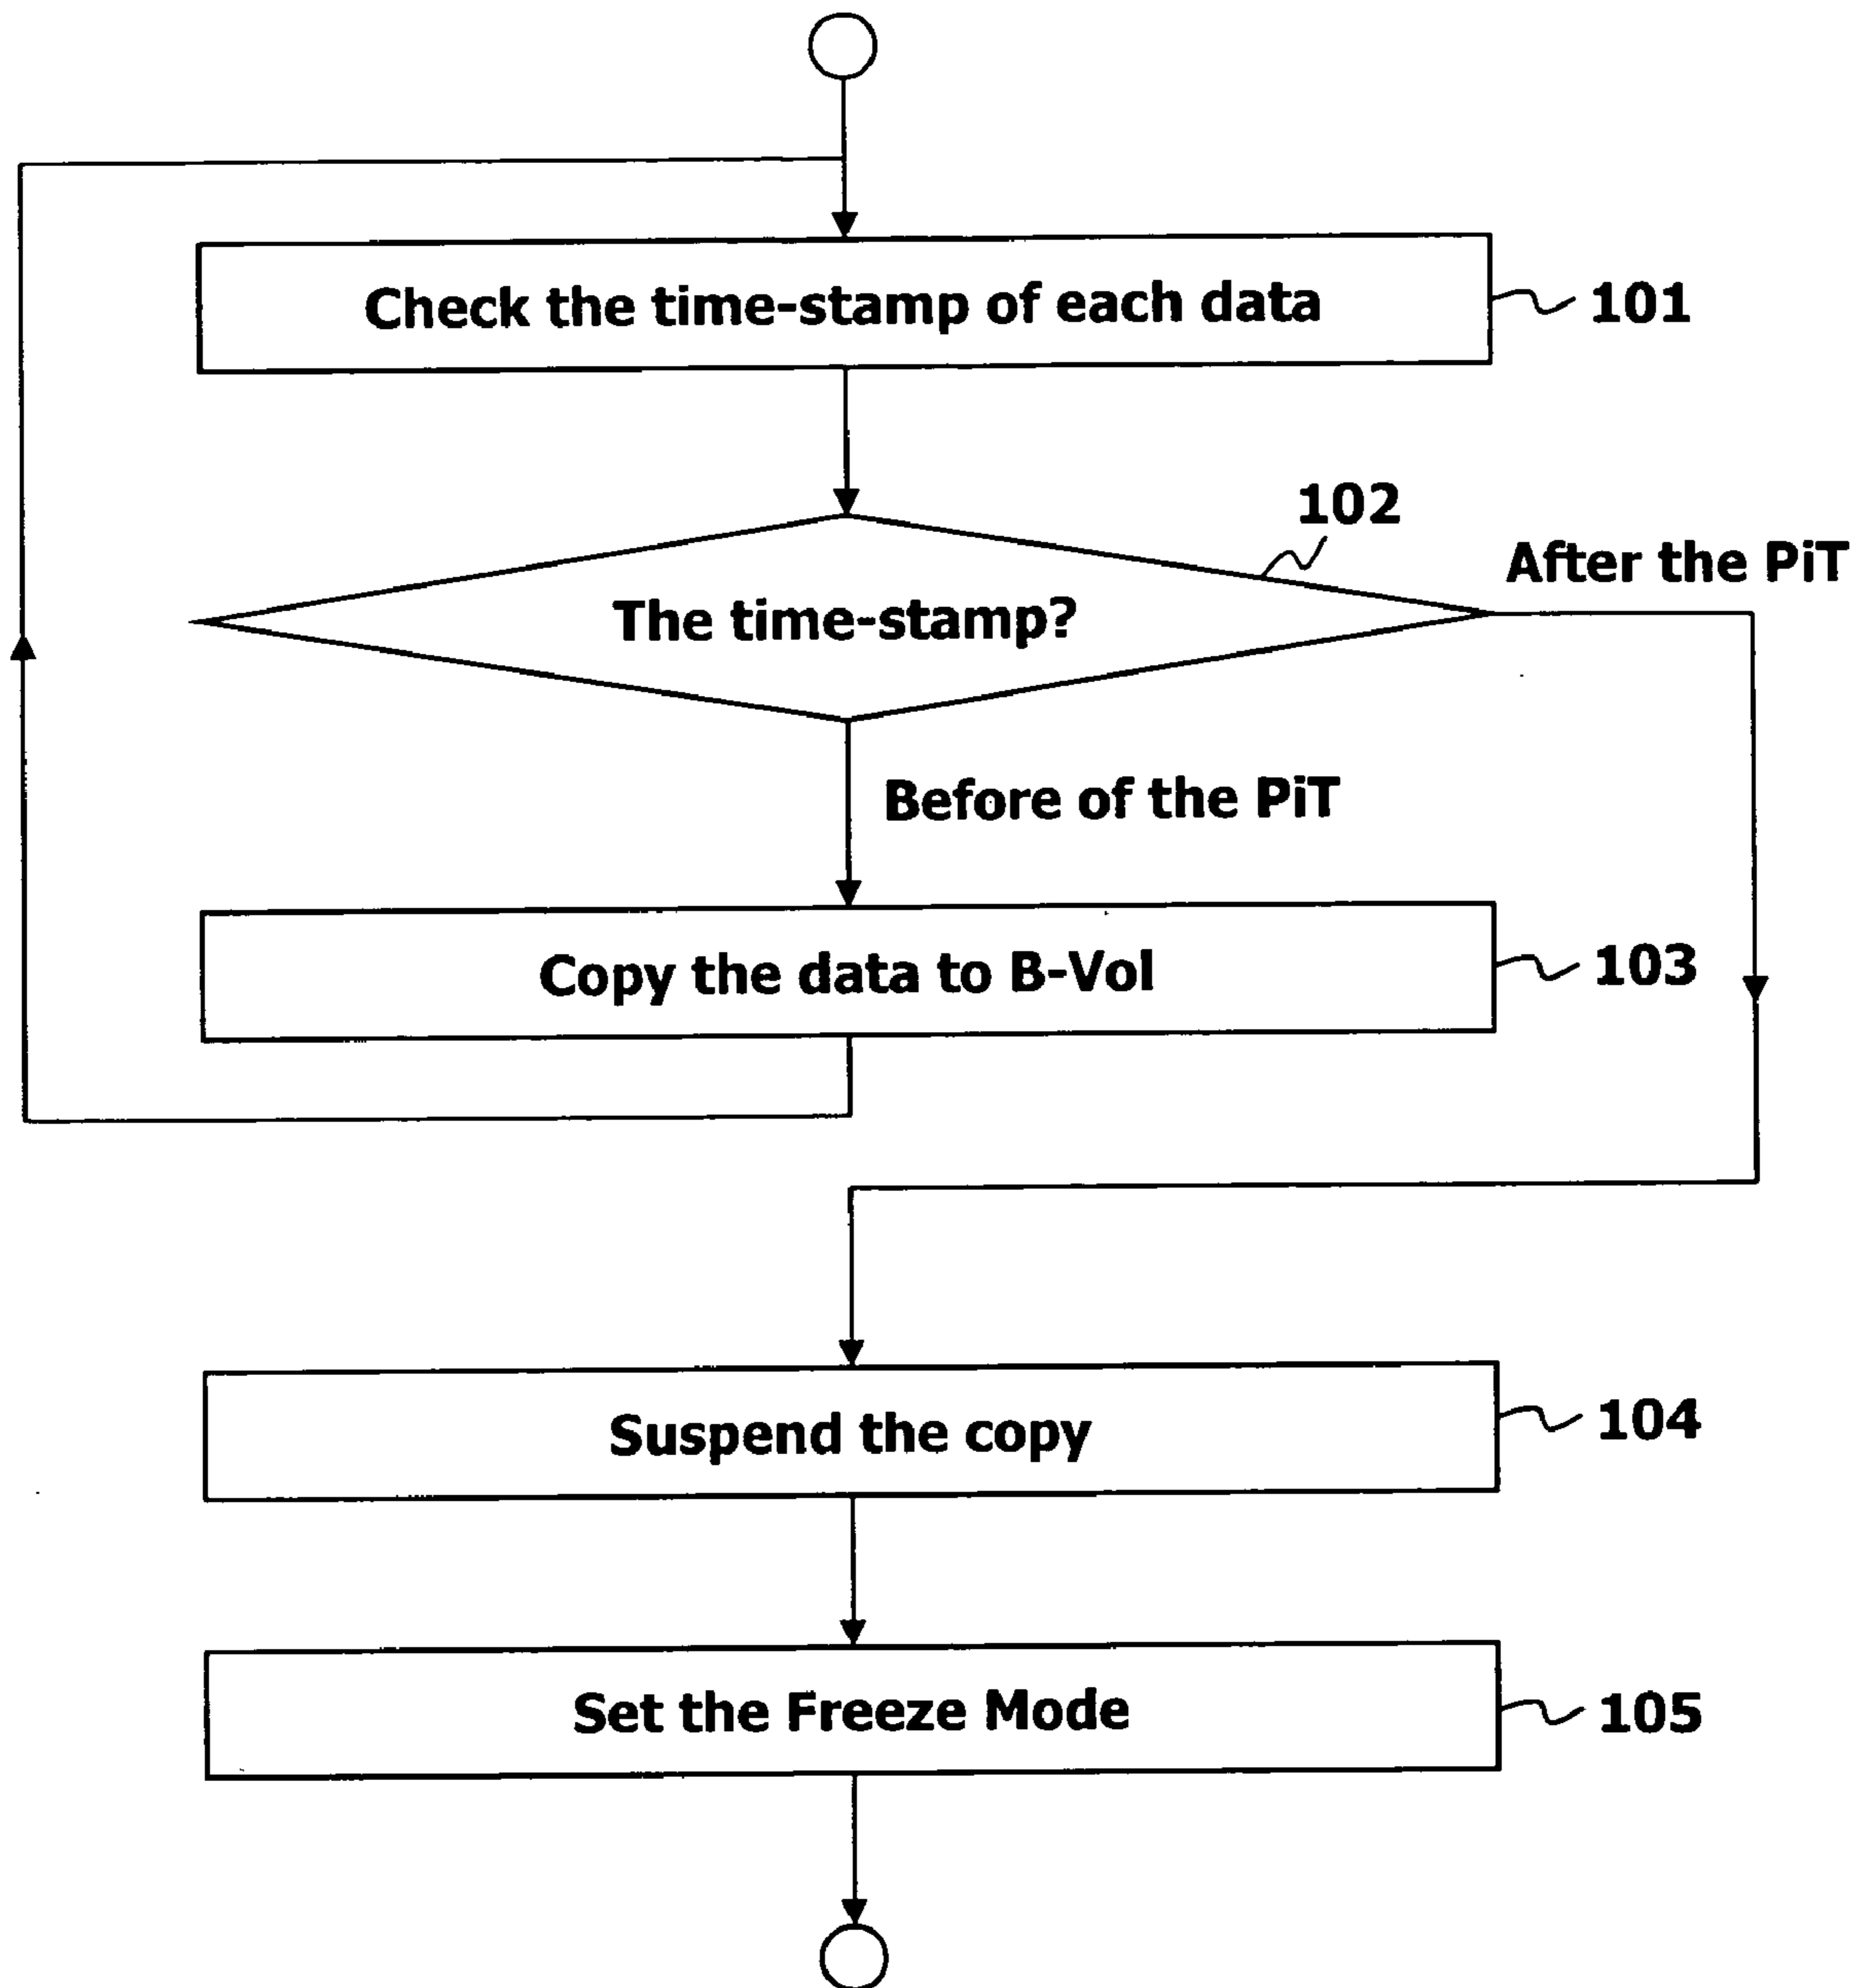 Check the time-stamp of each data
101
102
After the PiT
The time-stamp?
Before of the PiT
Copy the data to B-Vol
103
Suspend the copy
104
Set the Freeze Mode
105